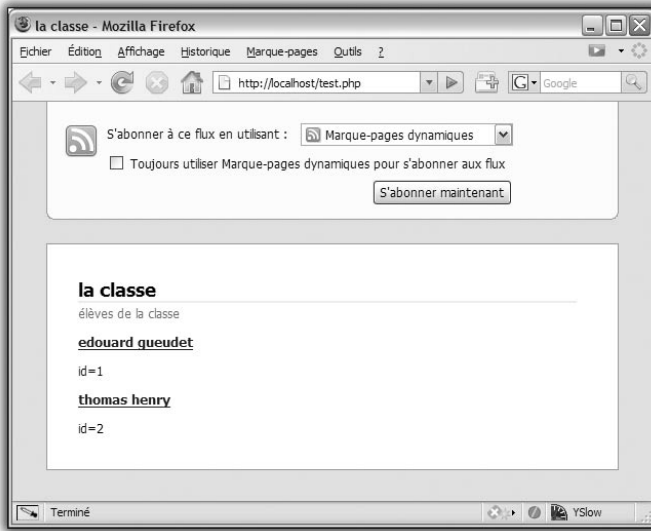 la classe - Mozilla Firefox
Fichier Édition Affichage Historique Marque-pages Outils ?
http://localhost/test.php
G Google
S'abonner à ce flux en utilisant : Marque-pages dynamiques
Toujours utiliser Marque-pages dynamiques pour s'abonner aux flux
S'abonner maintenant
la classe
élèves de la classe
edouard gueudet
id=1
thomas henry
id=2
Terminé YSlow